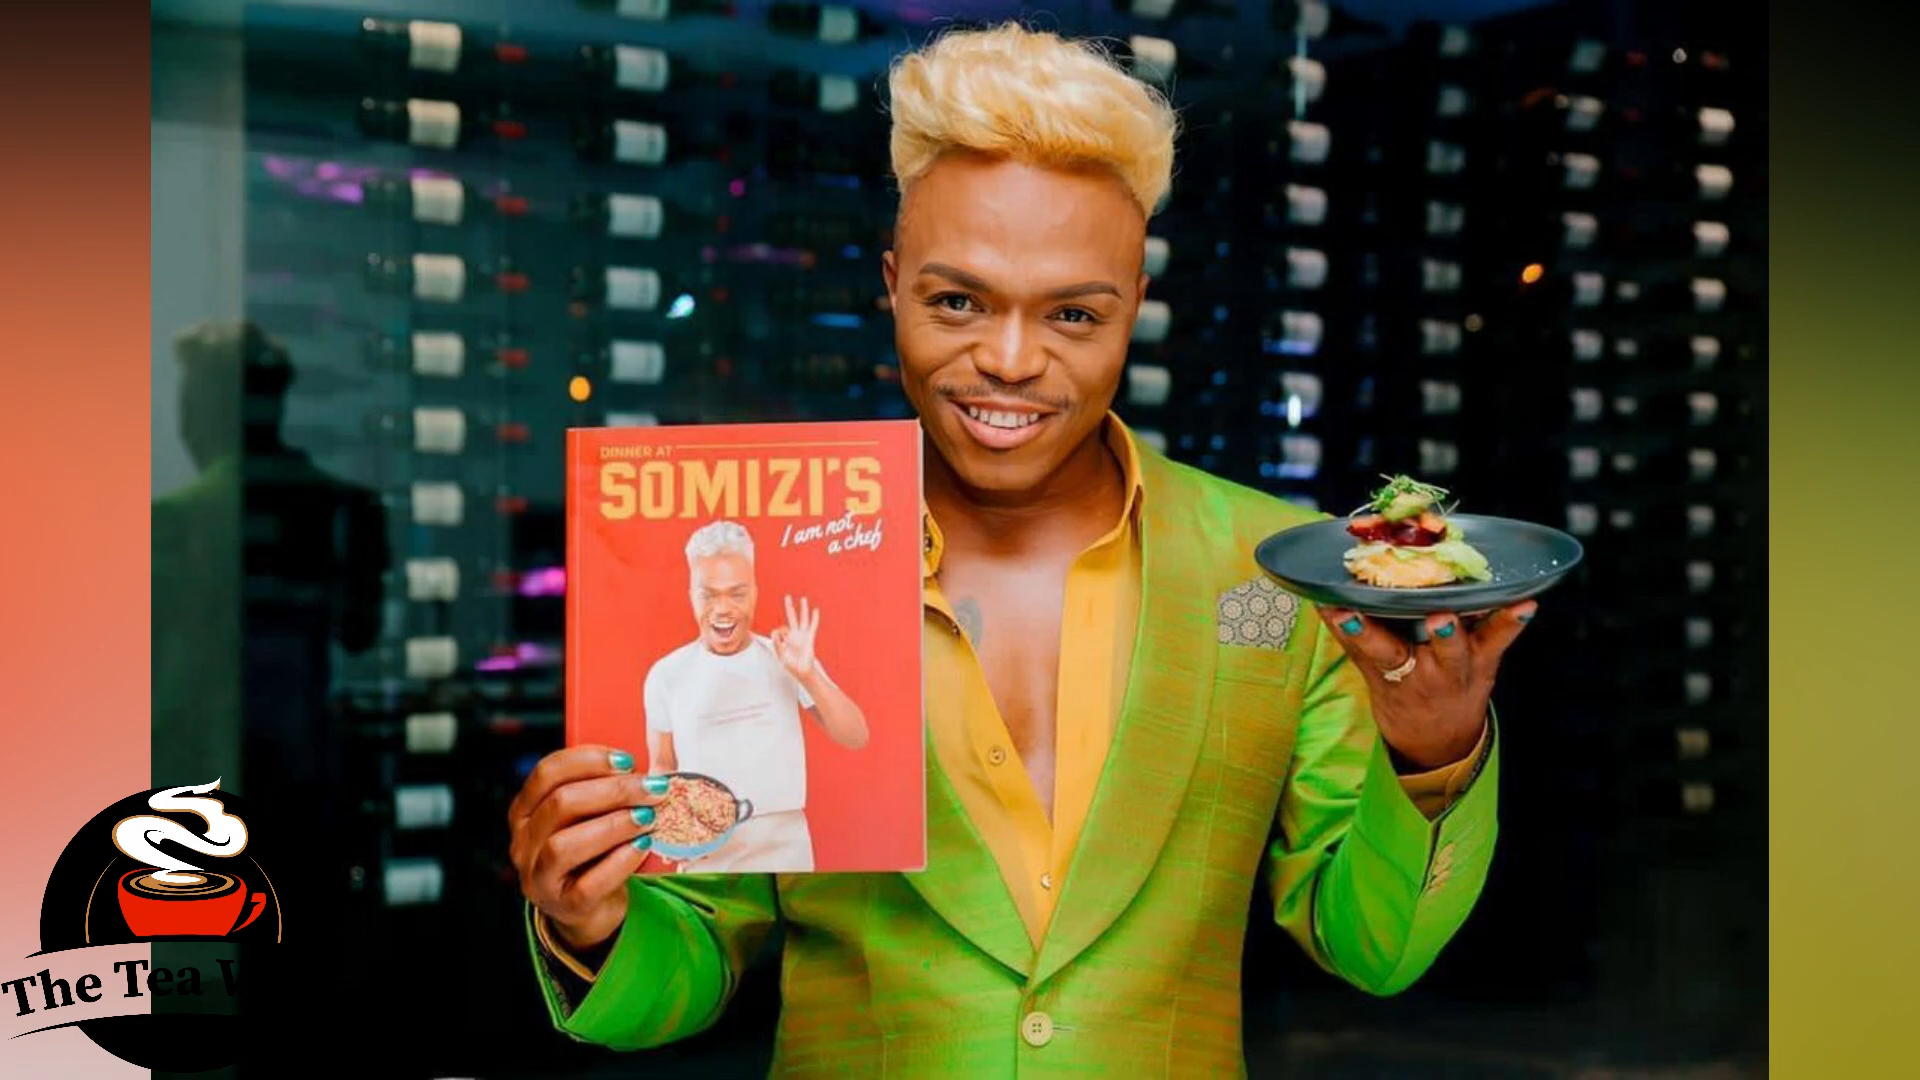 DINNER AT
SOMIZI'S
I am not
a chef
The Tea